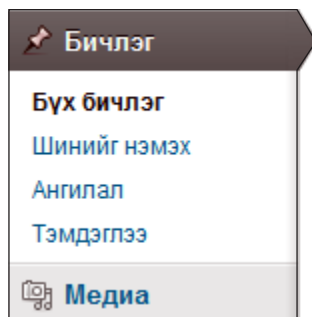 Бичлэг
Бүх бичлэг
Шинийг нэмэх
Ангилал
Тэмдэглээ
Медиа